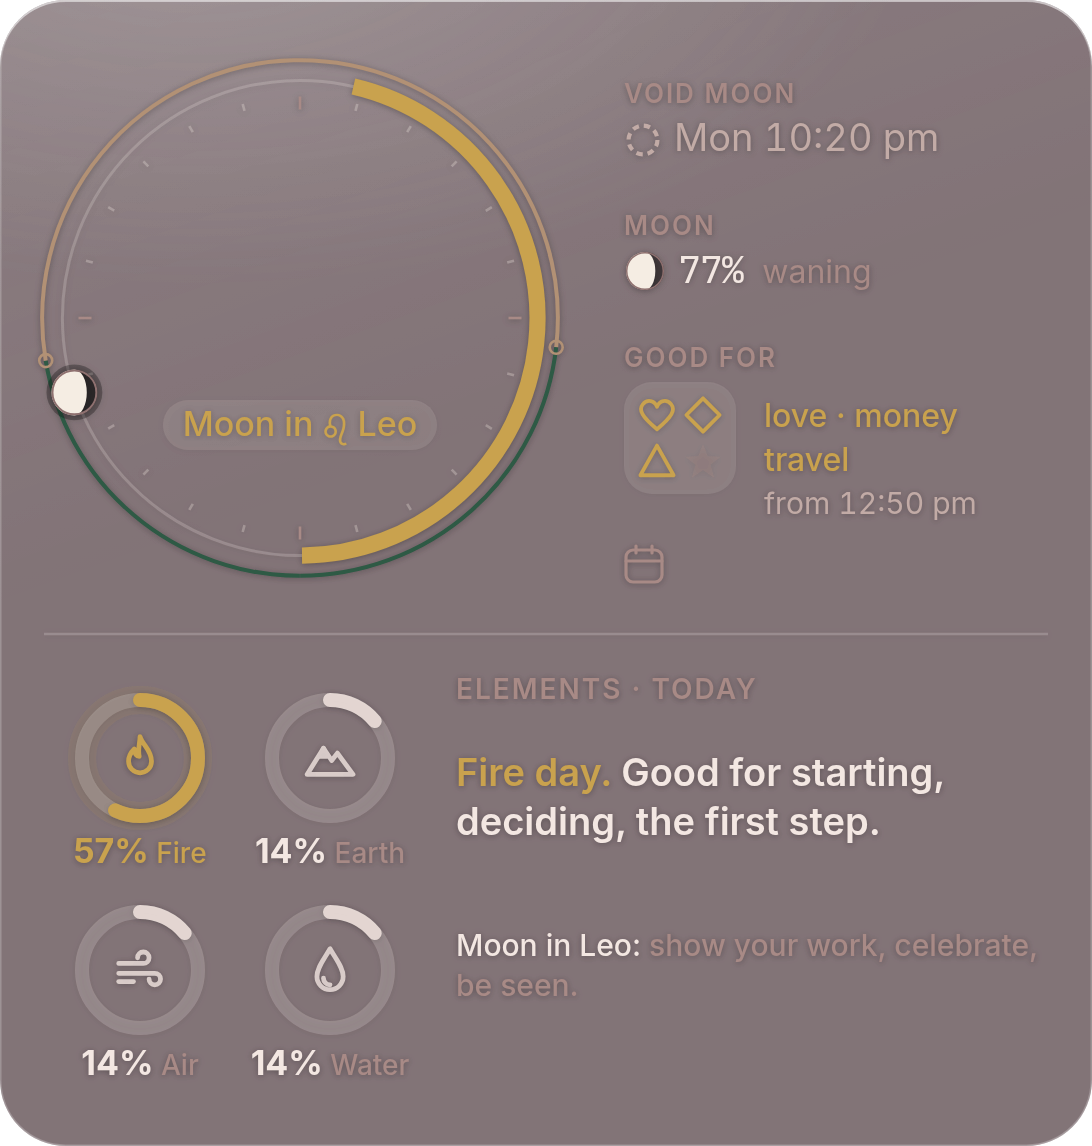 VOID MOON
Mon 10:20 pm
MOON
77% waning
GOOD FOR
love · money
travel
from 12:50 pm
Moon in ♌ Leo
ELEMENTS · TODAY
Fire day. Good for starting,
deciding, the first step.
57% Fire
14% Earth
Moon in Leo: show your work, celebrate,
be seen.
14% Air
14% Water